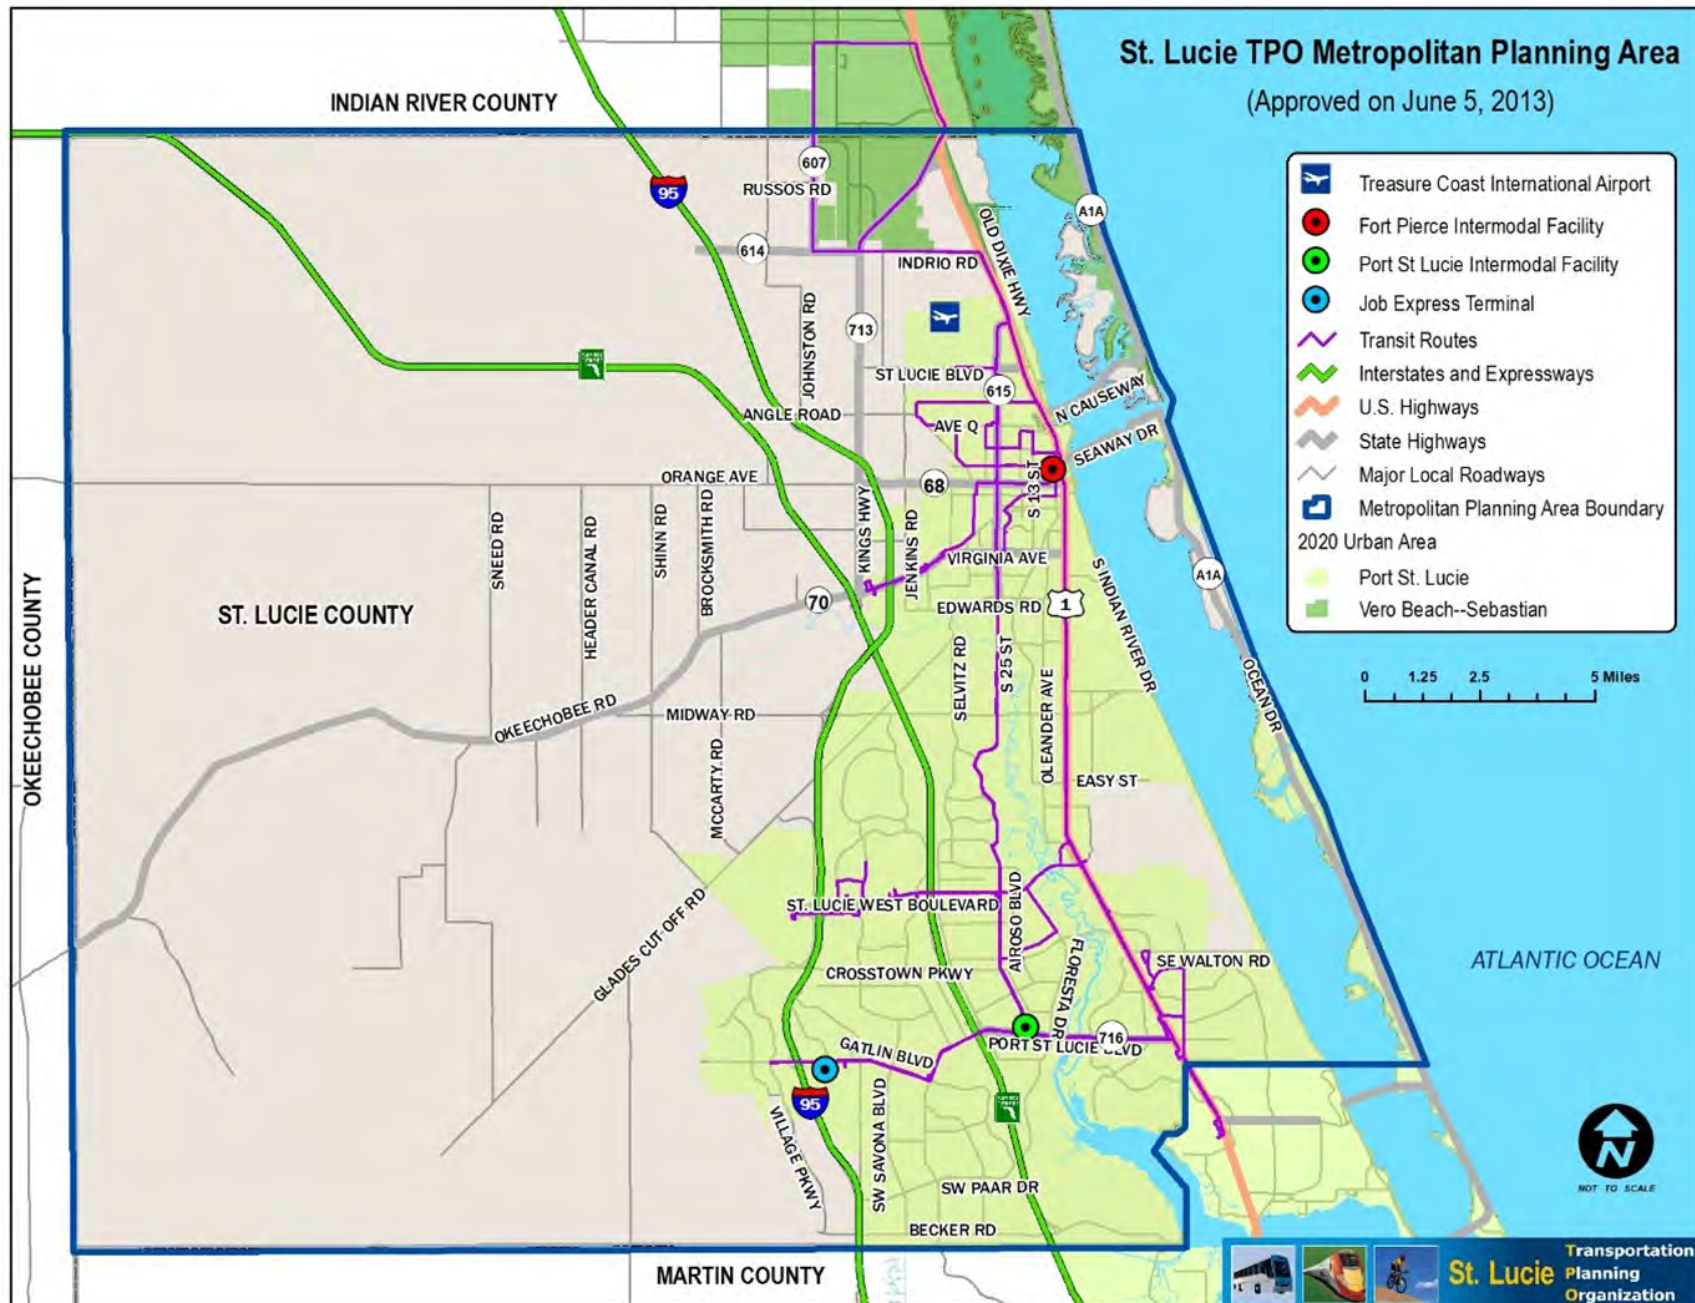 St. Lucie TPO Metropolitan Planning Area
(Approved on June 5, 2013)
INDIAN RIVER COUNTY
607
95
RUSSOS RD
A1A
614
INDRIO RD
OLD DIXIE HWY
Treasure Coast International Airport
Fort Pierce Intermodal Facility
Port St Lucie Intermodal Facility
Job Express Terminal
Transit Routes
Interstates and Expressways
U.S. Highways
State Highways
Major Local Roadways
Metropolitan Planning Area Boundary
2020 Urban Area
Port St. Lucie
Vero Beach--Sebastian
JOHNSTON RD
713
ST LUCIE BLVD
615
N CAUSEWAY
ANGLE ROAD
AVE Q
SEAWAY DR
ORANGE AVE
68
S 13 ST
SNEED RD
HEADER CANAL RD
SHINN RD
BROCKSMITH RD
KINGS HWY
JENKINS RD
VIRGINIA AVE
S INDIAN RIVER DR
A1A
OKEECHOBEE COUNTY
ST. LUCIE COUNTY
70
EDWARDS RD
1
SELVITZ RD
S 25 ST
OLEANDER AVE
OCEAN DR
0 1.25 2.5 5 Miles
OKEECHOBEE RD
MIDWAY RD
MCCARTY RD
EASY ST
ST. LUCIE WEST BOULEVARD
AIROSO BLVD
GLADES CUT-OFF RD
CROSSTOWN PKWY
FLORESTA DR
SE WALTON RD
ATLANTIC OCEAN
716
PORT ST LUCIE BLVD
GATLIN BLVD
95
VILLAGE PKWY
SW SAVONA BLVD
SW PAAR DR
BECKER RD
N
NOT TO SCALE
MARTIN COUNTY
St. Lucie
Transportation
Planning
Organization